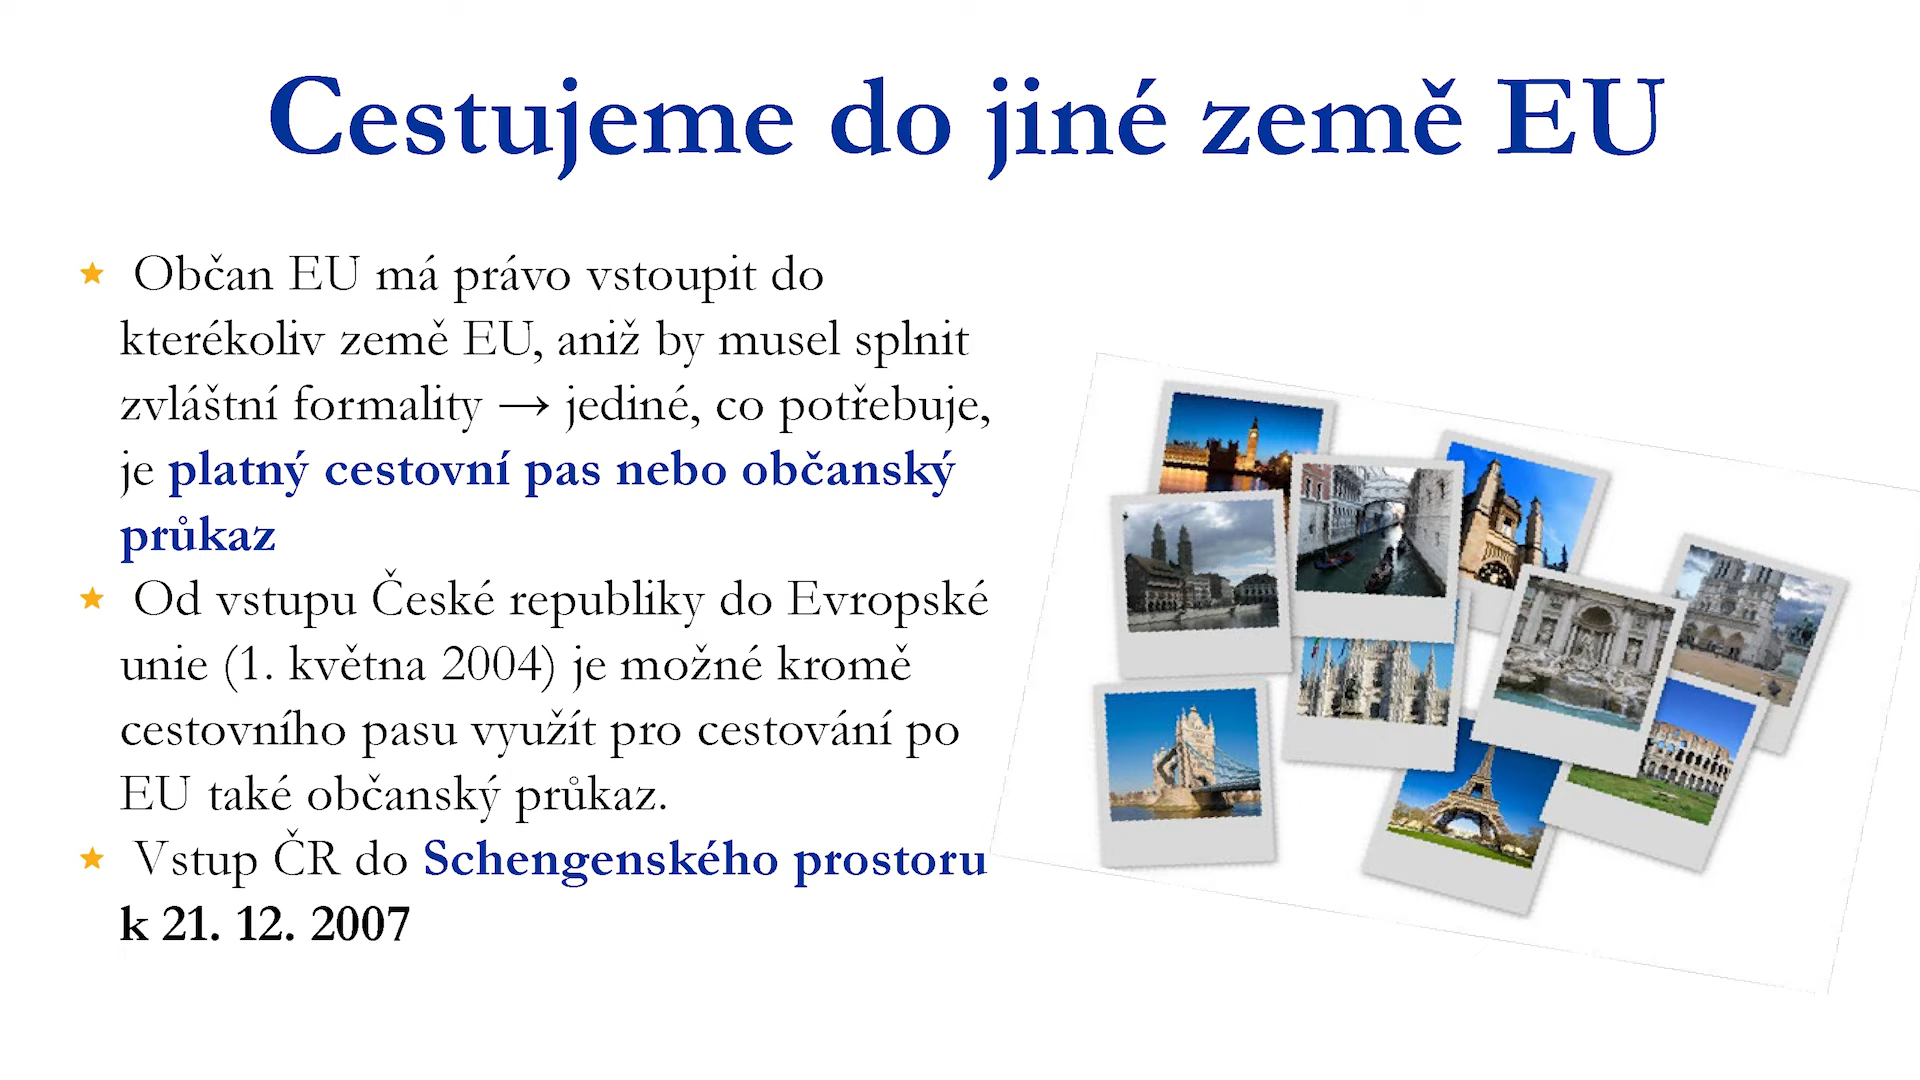 Cestujeme do jiné země EU
Občan EU má právo vstoupit do
kterékoliv země EU, aniž by musel splnit
zvláštní formality → jediné, co potřebuje,
je platný cestovní pas nebo občanský
průkaz
Od vstupu České republiky do Evropské
unie (1. května 2004) je možné kromě
cestovního pasu využít pro cestování po
EU také občanský průkaz.
Vstup ČR do Schengenského prostoru
k 21. 12. 2007